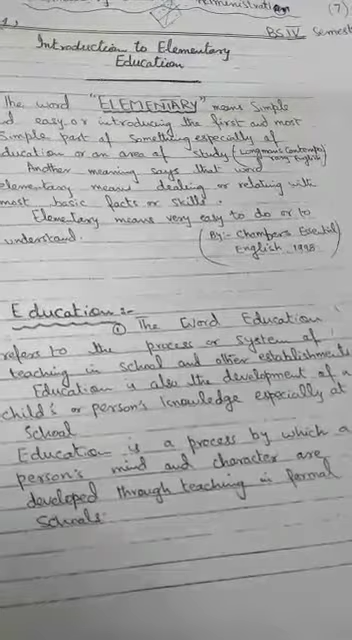 Administration (7)
BS IV Semest
Introduction to Elementary
Education
The word "ELEMENTARY" means simple
easy or introducing the first and most
simple part of something especially of
ducation or an area of study (Longman Contempo
rary English)
Another meaning says that word
elementary means dealing or relating with
most basic facts or skills.
Elementary means very easy to do or to
understand.
(By:- Chambers Essential
English 1998
Education:-
① The Word Education
refers to the process or system of
teaching in school and other establishments
Education is also the development of a
child's or person's knowledge especially at
School
Education is a process by which a
person's mind and character are
developed through teaching in formal
Schools.